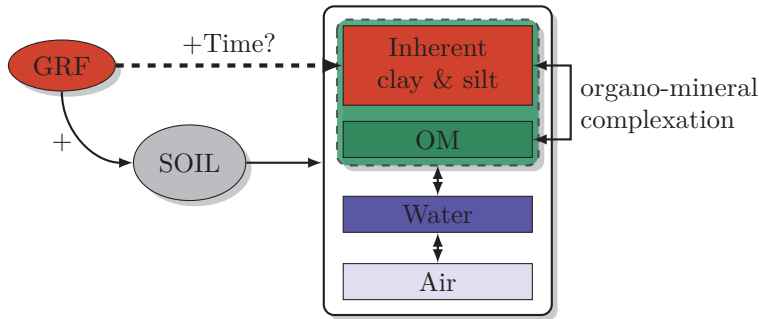 +Time?
GRF
Inherent
clay & silt
organo-mineral
complexation
OM
+
SOIL
Water
Air